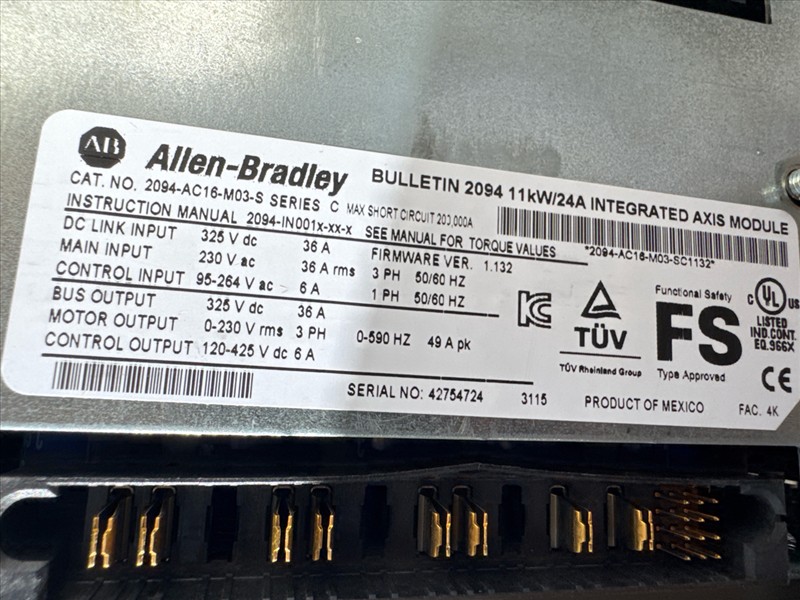 AB Allen-Bradley BULLETIN 2094 11kW/24A INTEGRATED AXIS MODULE
CAT. NO. 2094-AC16-M03-S SERIES C MAX SHORT CIRCUIT 200,000A
INSTRUCTION MANUAL 2094-IN001x-xx-x SEE MANUAL FOR TORQUE VALUES
*2094-AC16-M03-SC1132*
DC LINK INPUT 325 V dc 36 A FIRMWARE VER. 1.132
MAIN INPUT 230 V ac 36 A rms 3 PH 50/60 HZ
CONTROL INPUT 95-264 V ac 6 A 1 PH 50/60 HZ
BUS OUTPUT 325 V dc 36 A
MOTOR OUTPUT 0-230 V rms 3 PH 0-590 HZ 49 A pk
CONTROL OUTPUT 120-425 V dc 6 A
KC
TÜV
TÜV Rheinland Group
Functional Safety
FS
Type Approved
C UL US
LISTED
IND.CONT.
EQ.966X
CE
SERIAL NO: 42754724 3115 PRODUCT OF MEXICO FAC. 4K